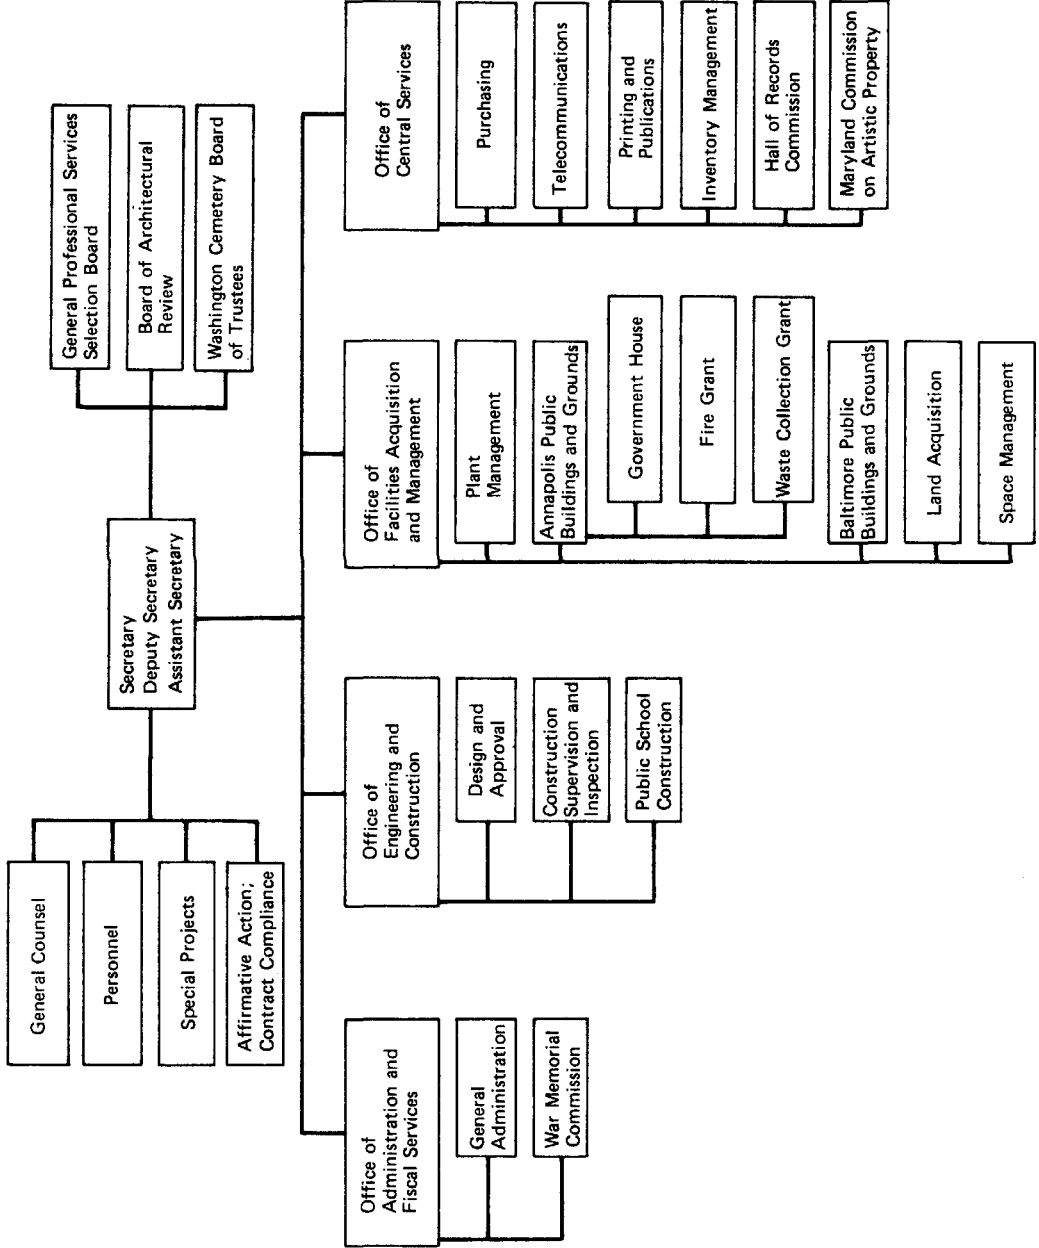 General Counsel
Personnel
Special Projects
Affirmative Action;
Contract Compliance
Secretary
Deputy Secretary
Assistant Secretary
General Professional Services
Selection Board
Board of Architectural
Review
Washington Cemetery Board
of Trustees
Office of
Administration and
Fiscal Services
General
Administration
War Memorial
Commission
Office of
Engineering and
Construction
Design and
Approval
Construction
Supervision and
Inspection
Public School
Construction
Office of
Facilities Acquisition
and Management
Plant
Management
Annapolis Public
Buildings and Grounds
Government House
Fire Grant
Waste Collection Grant
Baltimore Public
Buildings and Grounds
Land Acquisition
Space Management
Office of
Central Services
Purchasing
Telecommunications
Printing and
Publications
Inventory Management
Hall of Records
Commission
Maryland Commission
on Artistic Property